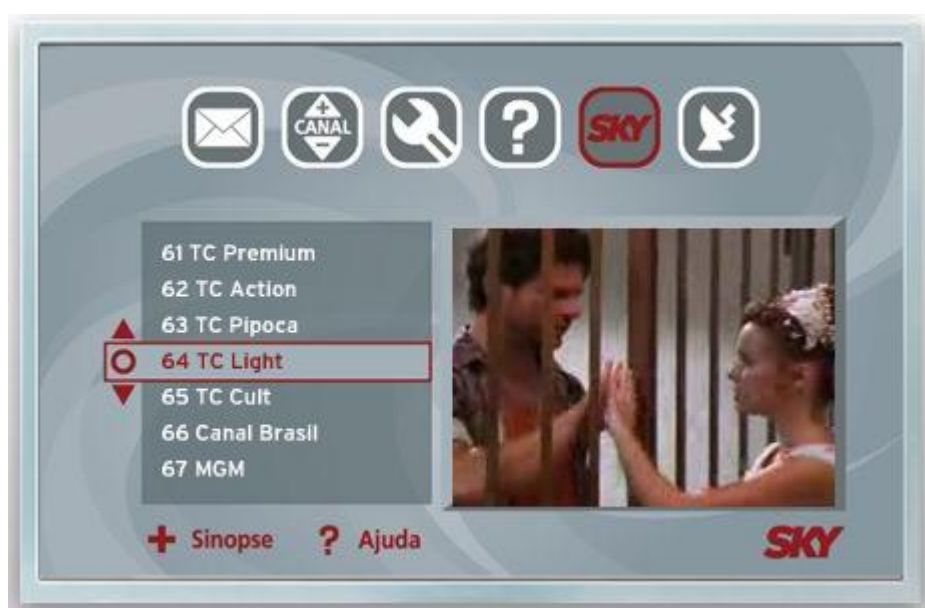 +
CANAL
-
?
SKY
61 TC Premium
62 TC Action
63 TC Pipoca
64 TC Light
65 TC Cult
66 Canal Brasil
67 MGM
+ Sinopse ? Ajuda
SKY